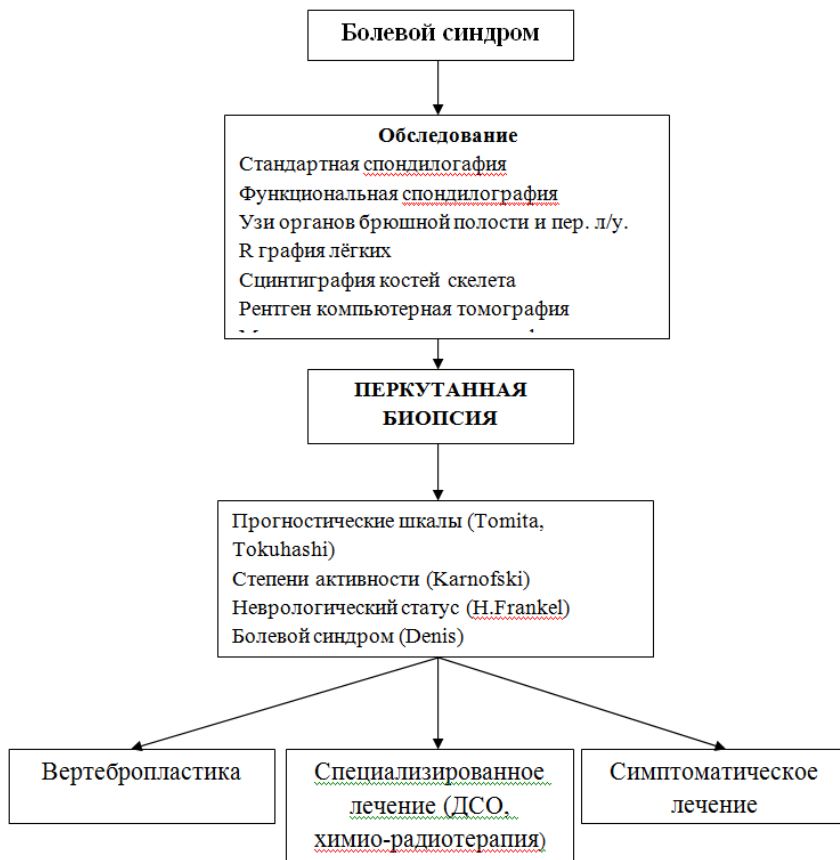 Болевой синдром
Обследование
Стандартная спондилогафия
Функциональная спондилография
Узи органов брюшной полости и пер. л/у.
R графия лёгких
Сцинтиграфия костей скелета
Рентген компьютерная томография
ПЕРКУТАННАЯ
БИОПСИЯ
Прогностические шкалы (Tomita,
Tokuhashi)
Степени активности (Karnofski)
Неврологический статус (H.Frankel)
Болевой синдром (Denis)
Вертебропластика
Специализированное
лечение (ДСО,
химио-радиотерапия)
Симптоматическое
лечение